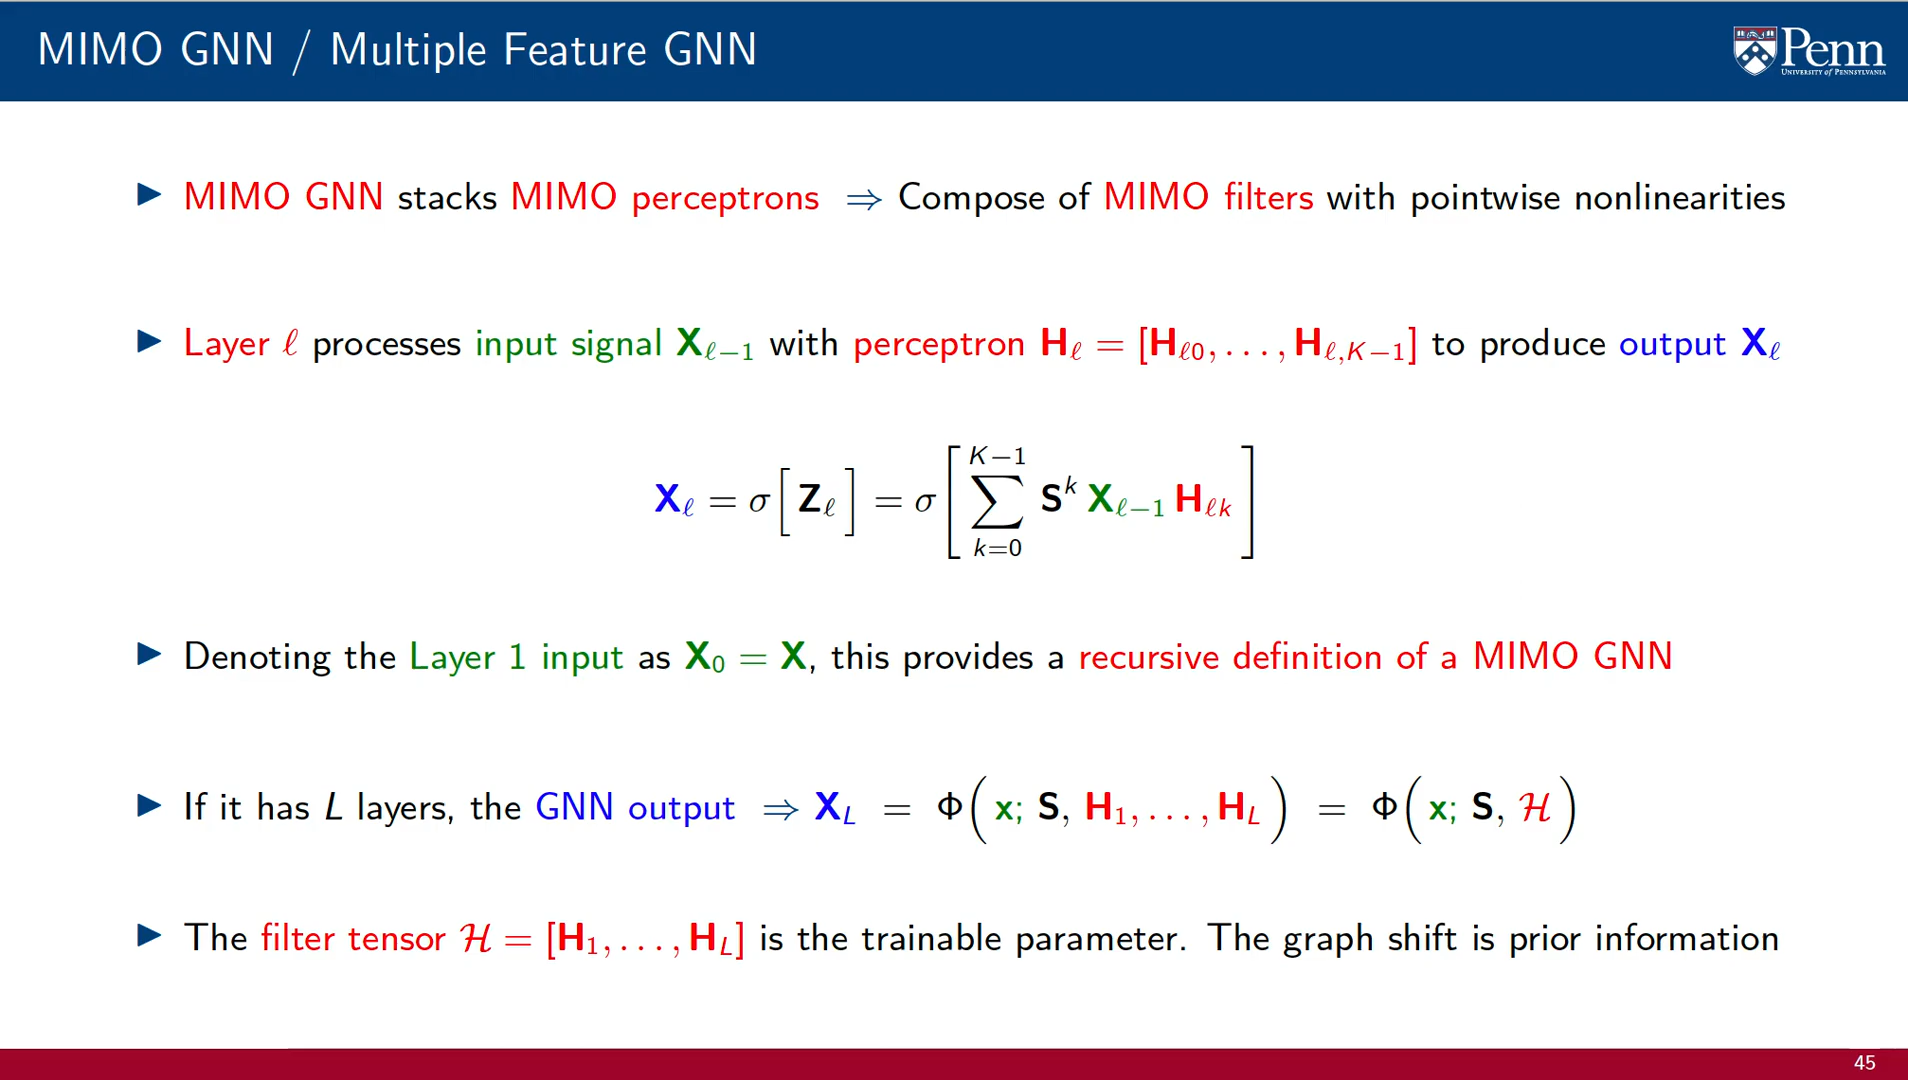 MIMO GNN / Multiple Feature GNN
Penn
UNIVERSITY of PENNSYLVANIA
▶ MIMO GNN stacks MIMO perceptrons ⇒ Compose of MIMO filters with pointwise nonlinearities
▶ Layer ℓ processes input signal X_{ℓ−1} with perceptron H_ℓ = [H_{ℓ0}, . . . , H_{ℓ,K−1}] to produce output X_ℓ
X_ℓ = σ[ Z_ℓ ] = σ[ ∑_{k=0}^{K−1} S^k X_{ℓ−1} H_{ℓk} ]
▶ Denoting the Layer 1 input as X_0 = X, this provides a recursive definition of a MIMO GNN
▶ If it has L layers, the GNN output ⇒ X_L = Φ( x; S, H_1, . . . , H_L ) = Φ( x; S, ℋ )
▶ The filter tensor ℋ = [H_1, . . . , H_L] is the trainable parameter. The graph shift is prior information
45